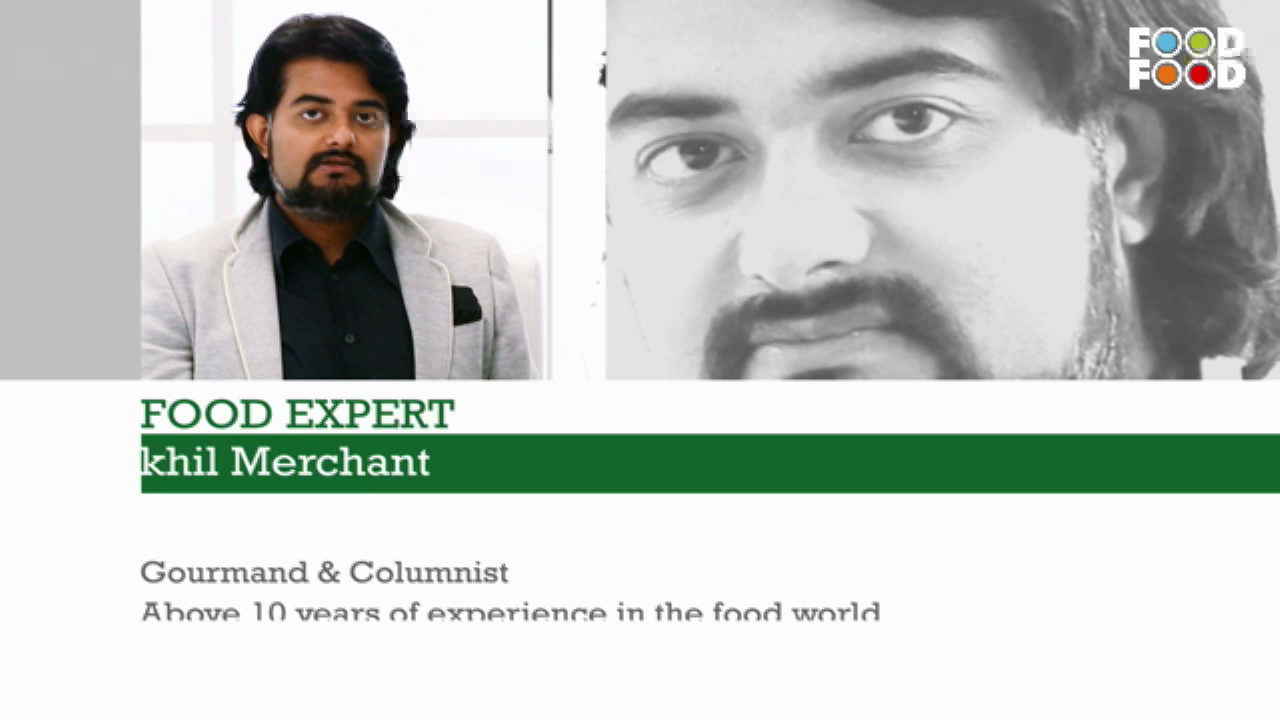 FOOD
FOOD
FOOD EXPERT
khil Merchant
Gourmand & Columnist
Above 10 years of experience in the food world